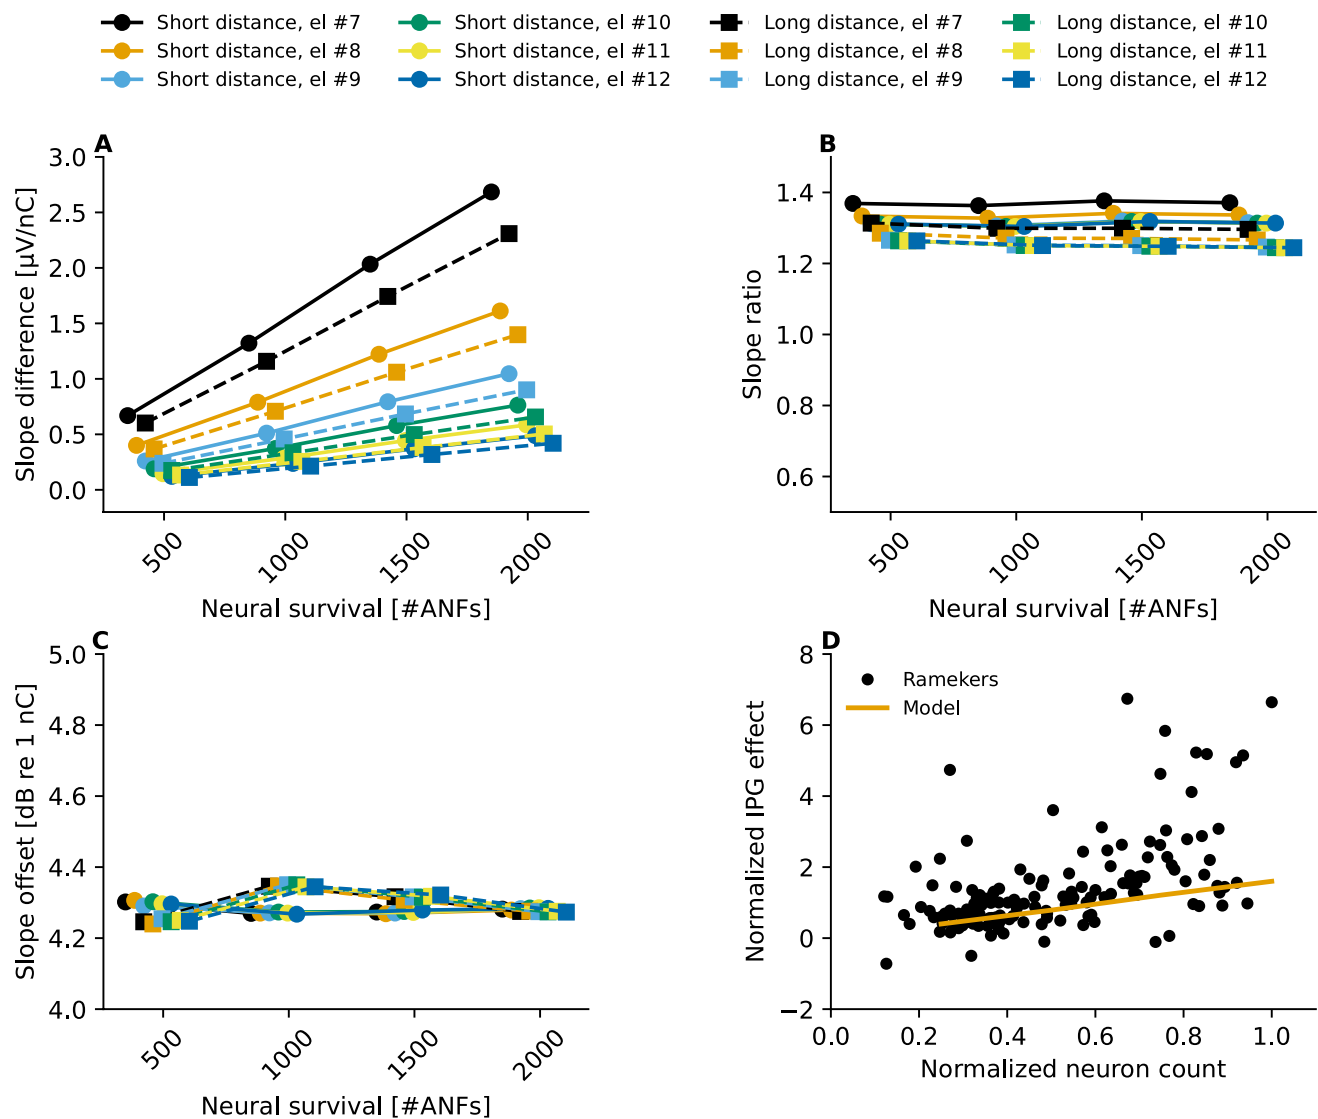 Short distance, el #7
Short distance, el #8
Short distance, el #9
Short distance, el #10
Short distance, el #11
Short distance, el #12
Long distance, el #7
Long distance, el #8
Long distance, el #9
Long distance, el #10
Long distance, el #11
Long distance, el #12
A
Slope difference [μV/nC]
3.0
2.5
2.0
1.5
1.0
0.5
0.0
500
1000
1500
2000
Neural survival [#ANFs]
B
Slope ratio
1.4
1.2
1.0
0.8
0.6
500
1000
1500
2000
Neural survival [#ANFs]
C
Slope offset [dB re 1 nC]
5.0
4.8
4.6
4.4
4.2
4.0
500
1000
1500
2000
Neural survival [#ANFs]
D
Normalized IPG effect
8
6
4
2
0
−2
Ramekers
Model
0.0
0.2
0.4
0.6
0.8
1.0
Normalized neuron count